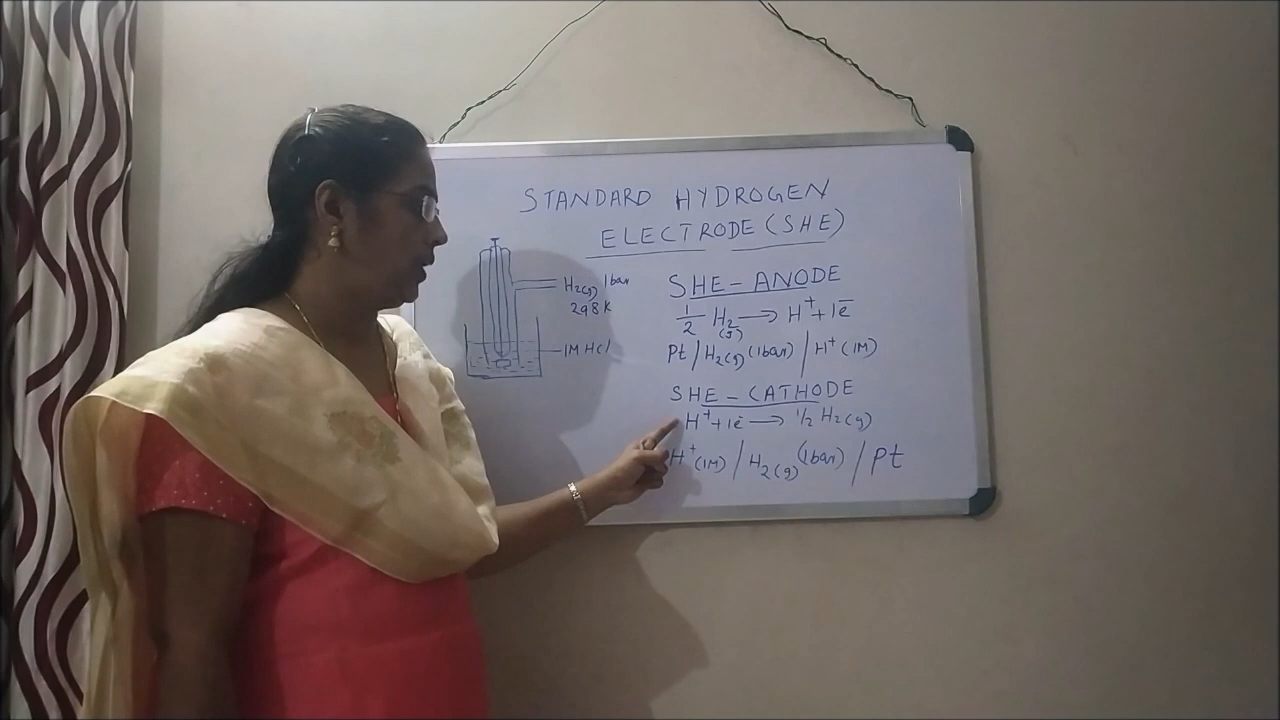 STANDARD HYDROGEN
ELECTRODE (SHE)
H₂(g) 1bar
298K
1M HCl
SHE - ANODE
1/2 H₂(g) → H⁺ + 1e⁻
Pt / H₂(g) (1bar) / H⁺ (1M)
SHE - CATHODE
H⁺ + 1e⁻ → 1/2 H₂(g)
H⁺(1M) / H₂(g) (1bar) / Pt